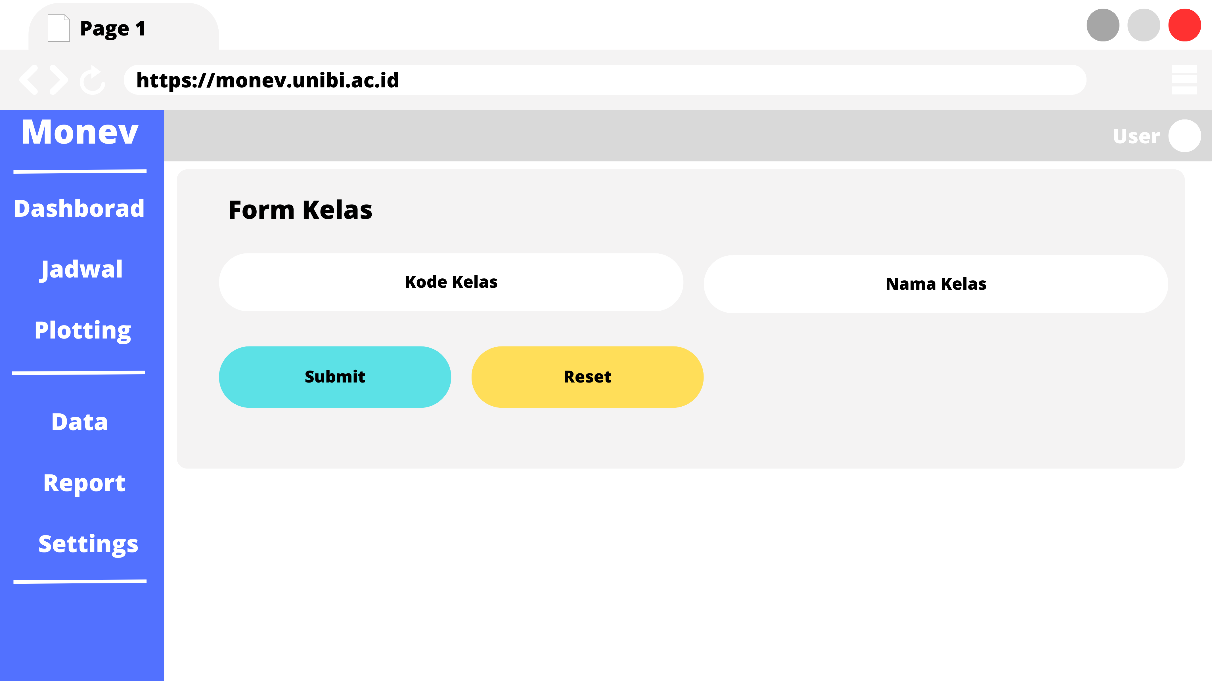 Page 1
https://monev.unibi.ac.id
Monev
User
Dashborad
Jadwal
Plotting
Data
Report
Settings
Form Kelas
Kode Kelas
Nama Kelas
Submit
Reset